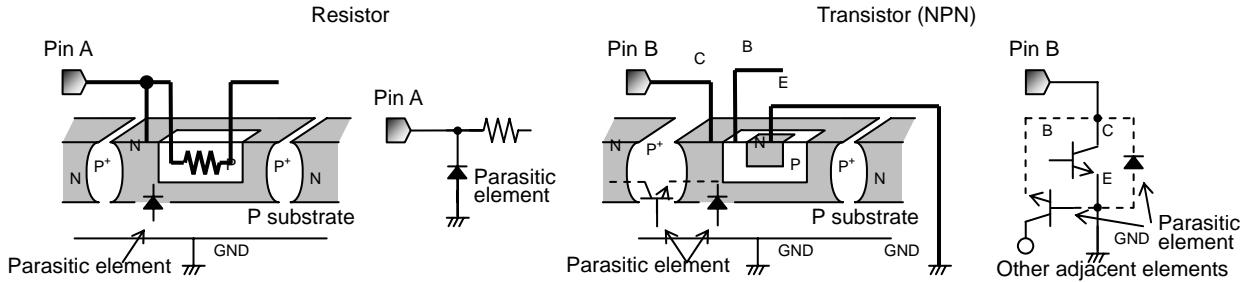 Resistor
Transistor (NPN)
Pin A
Pin B
B
C
E
Pin B
Pin A
B
C
N
P+
N
P
P+
N
N
P+
N
P
P+
N
E
Parasitic
element
P substrate
P substrate
GND
GND
GND
GND
Parasitic
element
Parasitic element
Parasitic element
Other adjacent elements